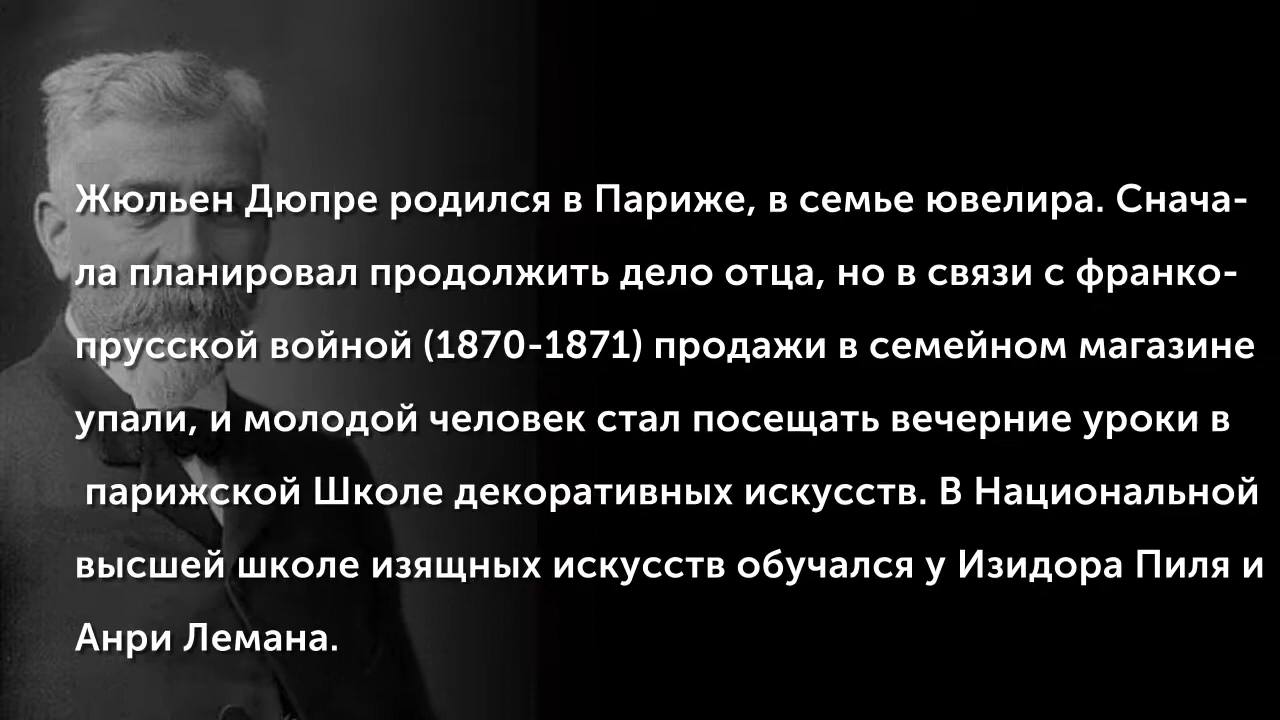 Жюльен Дюпре родился в Париже, в семье ювелира. Снача-
ла планировал продолжить дело отца, но в связи с франко-
прусской войной (1870-1871) продажи в семейном магазине
упали, и молодой человек стал посещать вечерние уроки в
парижской Школе декоративных искусств. В Национальной
высшей школе изящных искусств обучался у Изидора Пиля и
Анри Лемана.